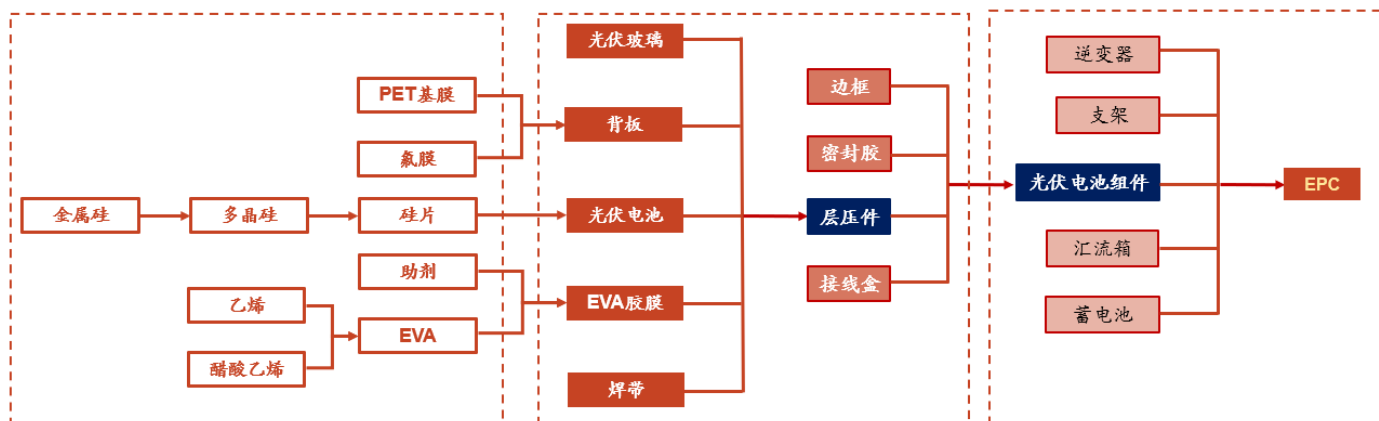 PET基膜
氟膜
金属硅
多晶硅
硅片
助剂
乙烯
EVA
醋酸乙烯
光伏玻璃
背板
光伏电池
EVA胶膜
焊带
边框
密封胶
层压件
接线盒
逆变器
支架
光伏电池组件
汇流箱
蓄电池
EPC